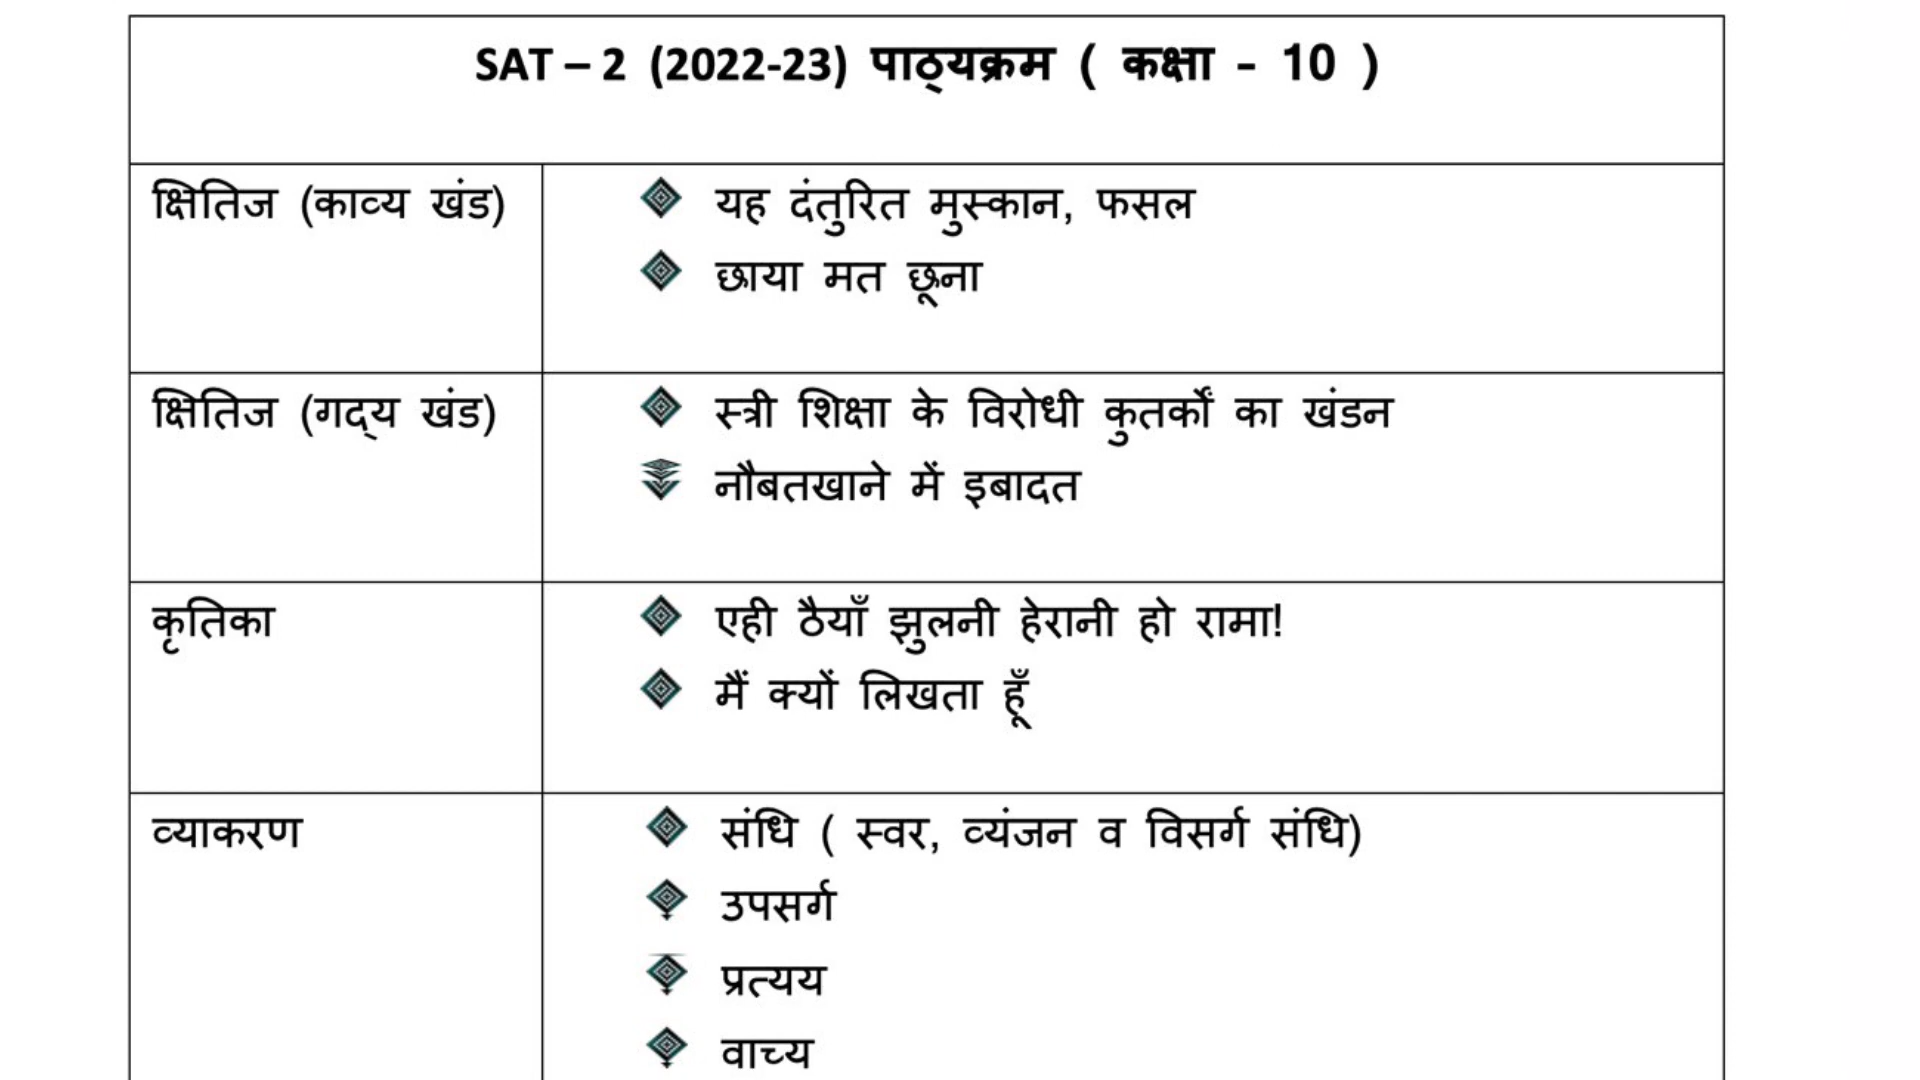 SAT – 2 (2022-23) पाठ्यक्रम ( कक्षा - 10 )
क्षितिज (काव्य खंड)
यह दंतुरित मुस्कान, फसल
छाया मत छूना
क्षितिज (गद्य खंड)
स्त्री शिक्षा के विरोधी कुतर्कों का खंडन
नौबतखाने में इबादत
कृतिका
एही ठैयाँ झुलनी हेरानी हो रामा!
मैं क्यों लिखता हूँ
व्याकरण
संधि ( स्वर, व्यंजन व विसर्ग संधि)
उपसर्ग
प्रत्यय
वाच्य